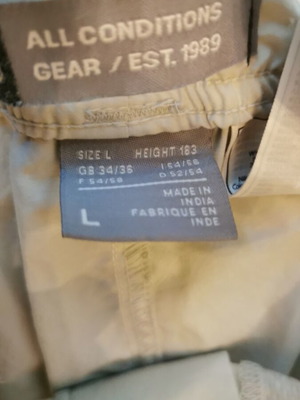 ALL CONDITIONS
GEAR / EST. 1989
SIZE L HEIGHT 183
GB 34/36 I 54/56
F 54/56 D 52/54
L
MADE IN
INDIA
FABRIQUE EN
INDE